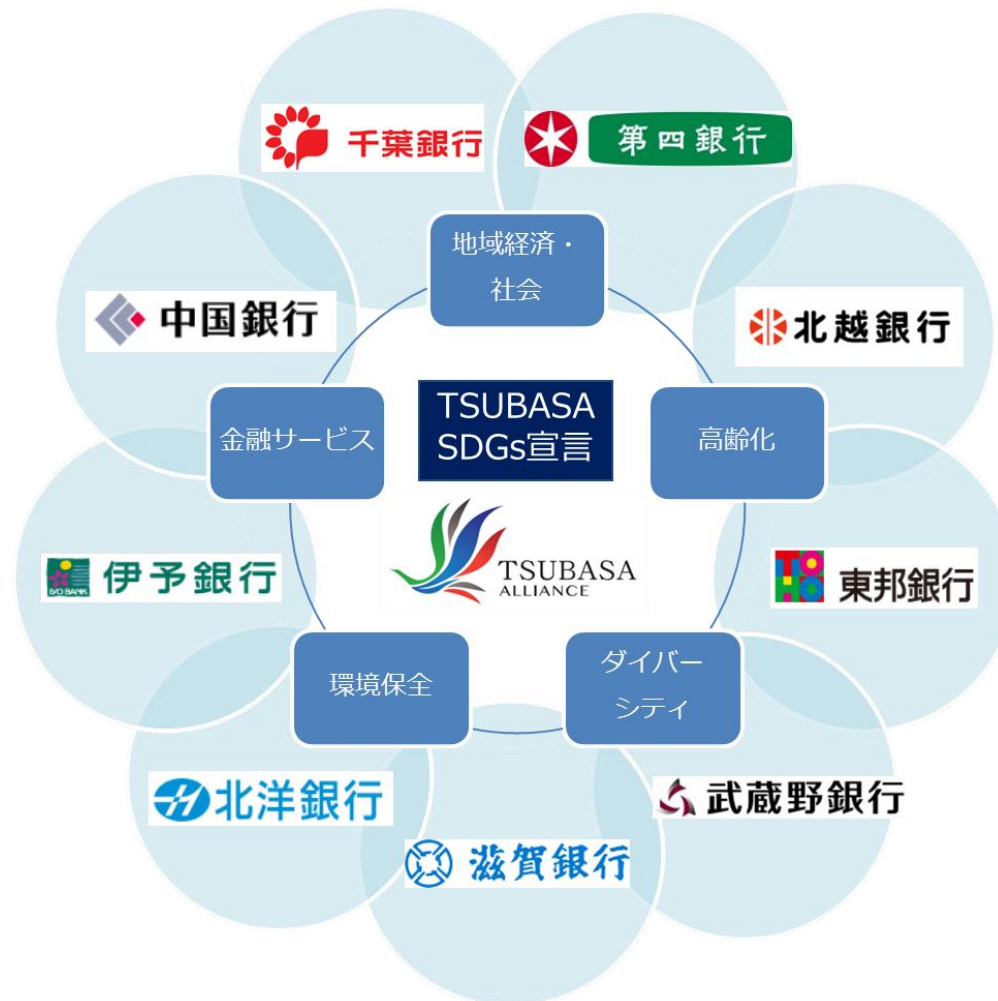 千葉銀行
第四銀行
地域経済・
社会
中国銀行
北越銀行
TSUBASA
SDGs宣言
金融サービス
高齢化
TSUBASA
ALLIANCE
伊予銀行
IYO BANK
TOHO
東邦銀行
環境保全
ダイバー
シティ
北洋銀行
武蔵野銀行
滋賀銀行